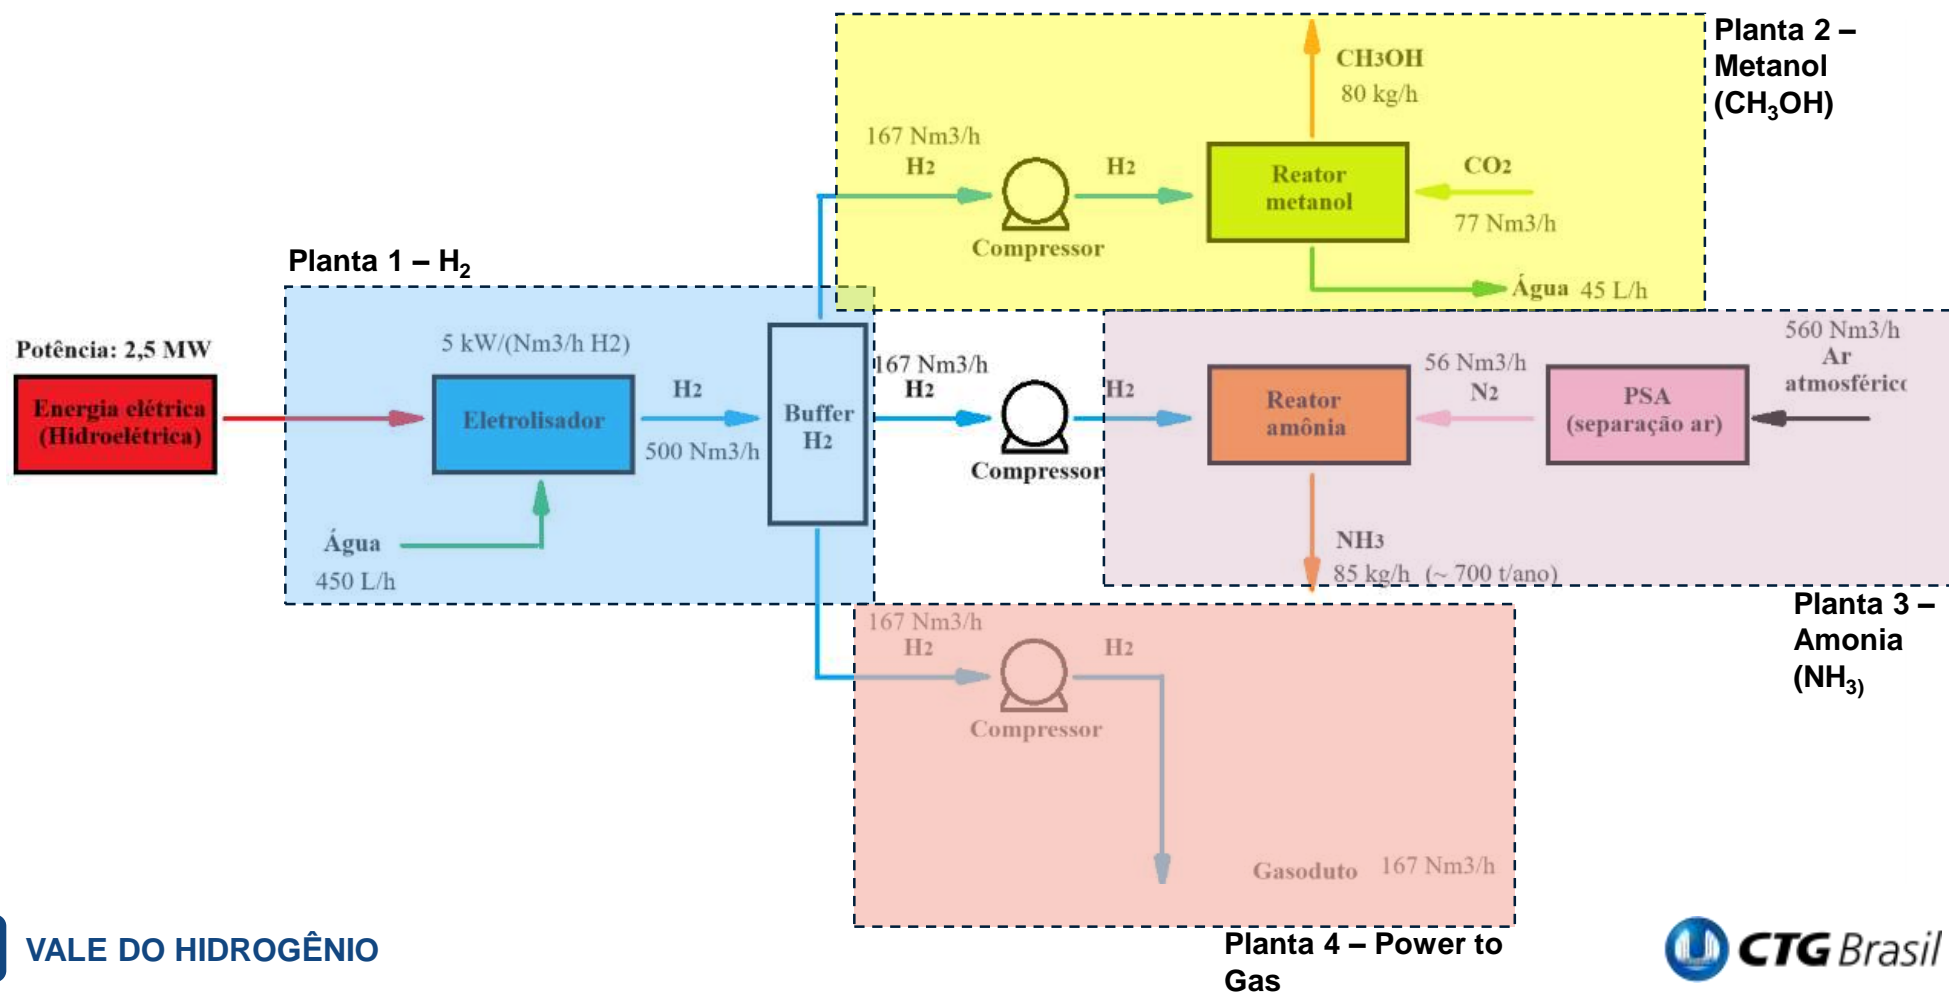 Planta 2 –
Metanol
(CH₃OH)
CH3OH
80 kg/h
167 Nm3/h
H2
Compressor
H2
Reator
metanol
CO2
77 Nm3/h
Água 45 L/h
Planta 1 – H₂
Potência: 2,5 MW
Energia elétrica
(Hidroelétrica)
5 kW/(Nm3/h H2)
Eletrolisador
H2
500 Nm3/h
Buffer
H2
Água
450 L/h
167 Nm3/h
H2
Compressor
H2
Reator
amônia
56 Nm3/h
N2
PSA
(separação ar)
560 Nm3/h
Ar
atmosférico
NH3
85 kg/h (~ 700 t/ano)
Planta 3 –
Amonia
(NH₃₎
167 Nm3/h
H2
Compressor
H2
Gasoduto 167 Nm3/h
Planta 4 – Power to
Gas
VALE DO HIDROGÊNIO
CTG Brasil